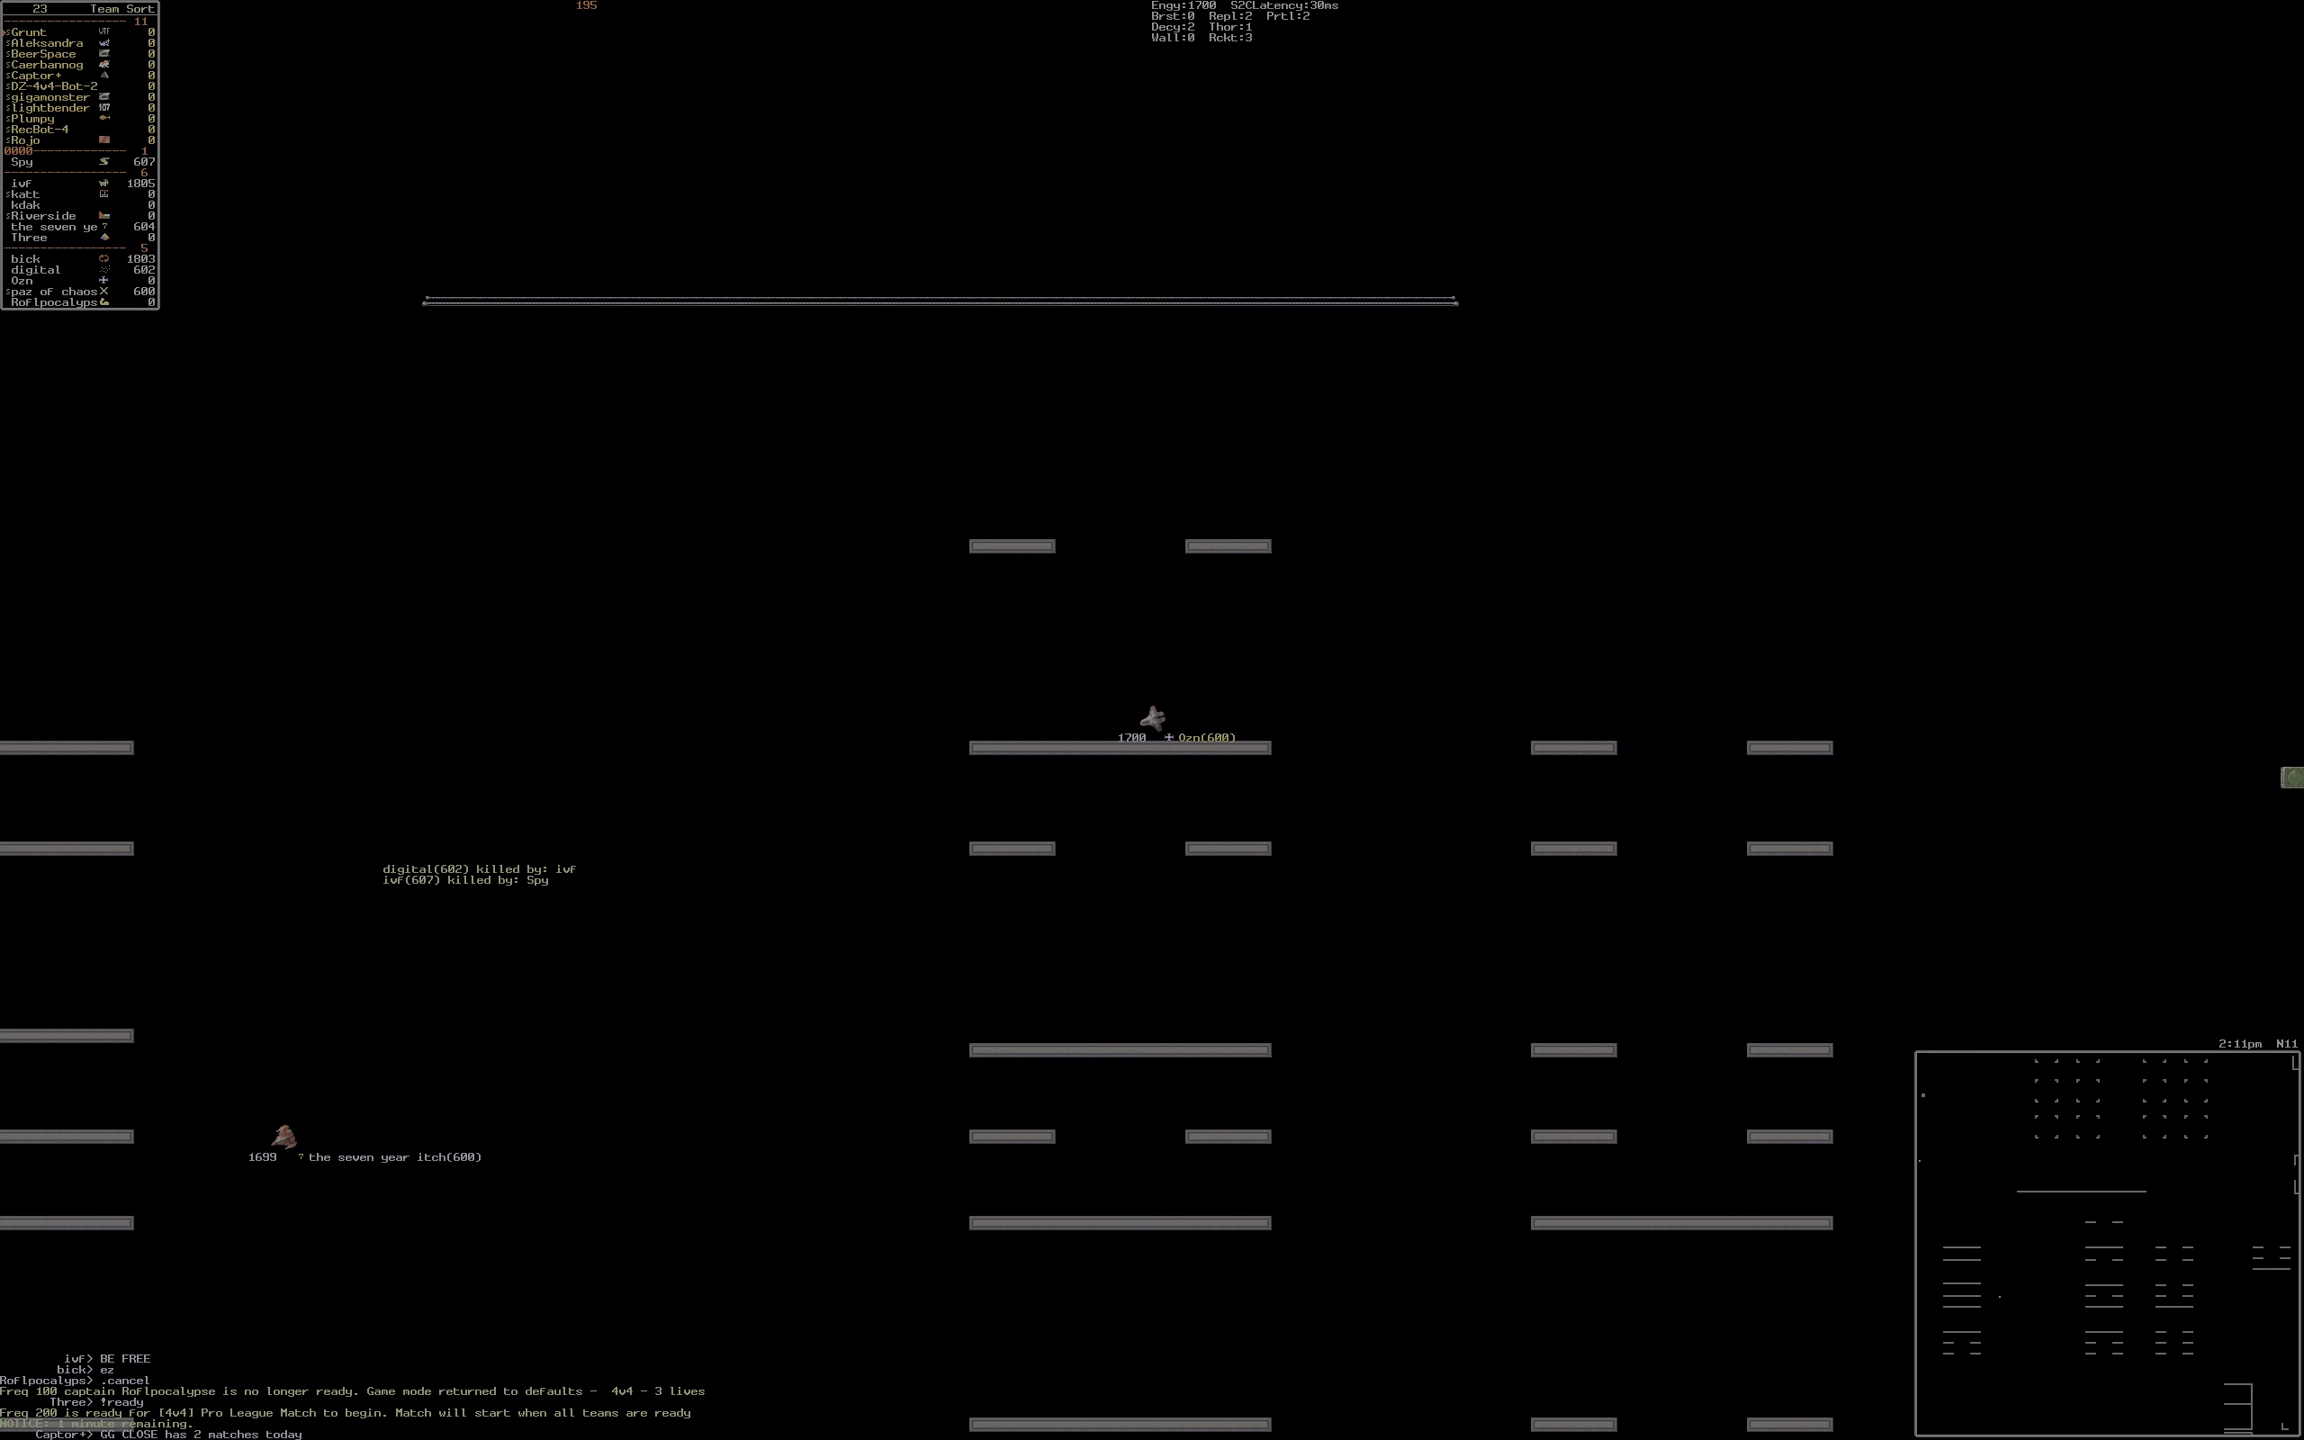 23 Team Sort
11
Grunt WTF 0
Aleksandra 0
BeerSpace 0
Caerbannog 0
Captor+ 0
DZ-4v4-Bot-2 0
gigamonster 0
lightbender 107 0
Plumpy 0
RecBot-4 0
Rojo 0
0000 1
Spy S 607
6
ivf 1805
katt GG 0
kdak 0
Riverside 0
the seven ye 7 604
Three 0
5
bick 1803
digital 602
Ozn 0
paz of chaos X 600
Roflpocalyps 0
195
Engy:1700 S2CLatency:30ms
Brst:0 Repl:2 Prtl:2
Decy:2 Thor:1
Wall:0 Rckt:3
1700 Ozn(600)
digital(602) killed by: ivf
ivf(607) killed by: Spy
1699 7 the seven year itch(600)
2:11pm N11
ivf> BE FREE
bick> ez
Roflpocalyps> .cancel
Freq 100 captain Roflpocalypse is no longer ready. Game mode returned to defaults - 4v4 - 3 lives
Three> !ready
Freq 200 is ready for [4v4] Pro League Match to begin. Match will start when all teams are ready
NOTICE: 1 minute remaining.
Captor+> GG CLOSE has 2 matches today